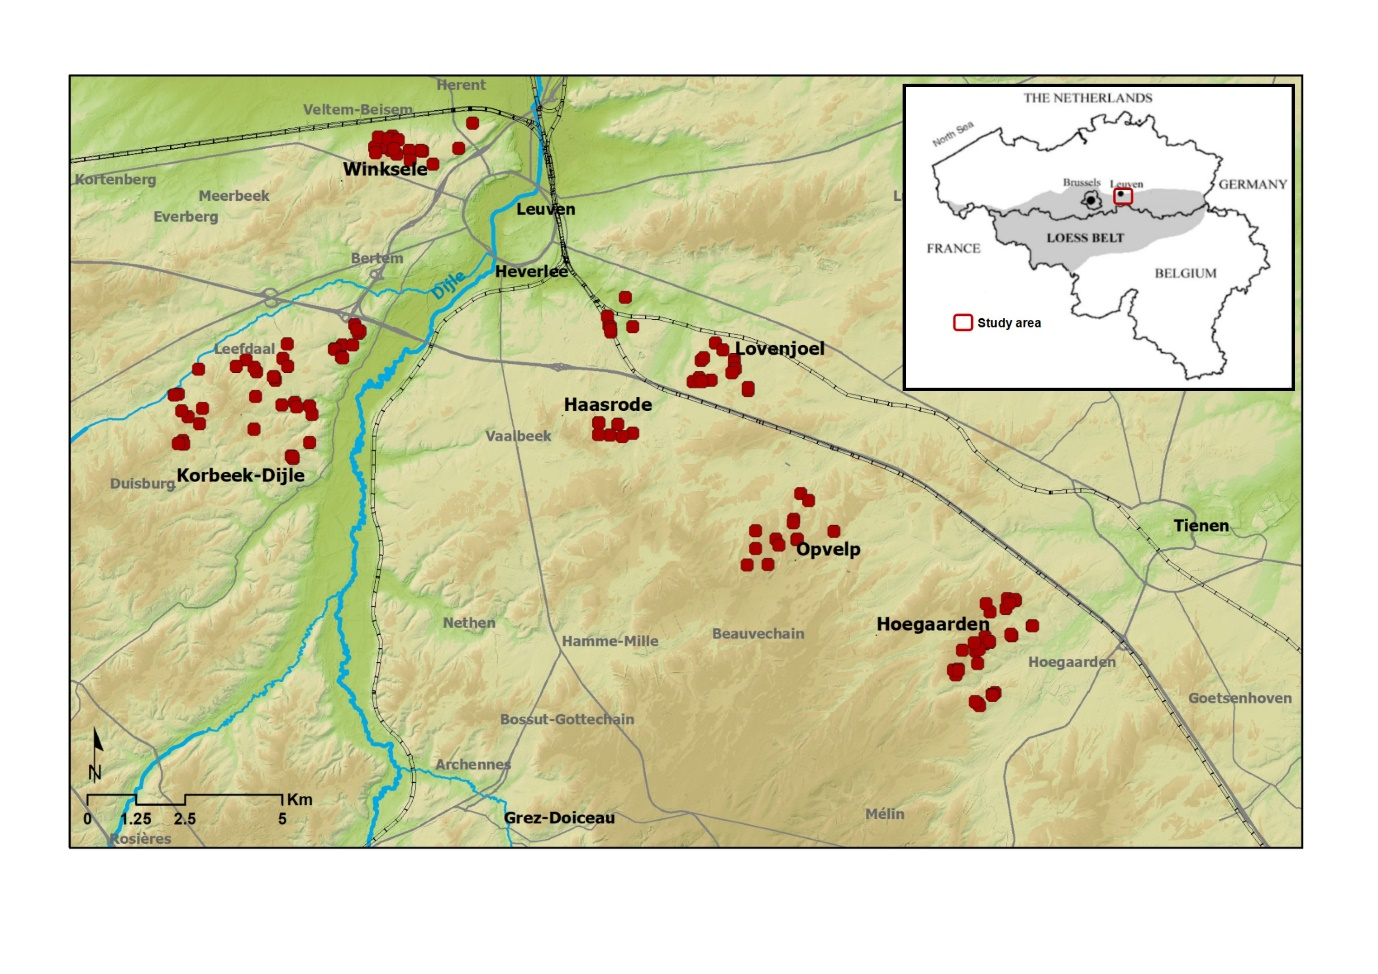 Herent
Veltem-Beisem
Winksele
Kortenberg
Meerbeek
Everberg
Leuven
Bertem
Heverlee
Dijle
Leefdaal
Lovenjoel
Haasrode
Vaalbeek
Korbeek-Dijle
Duisburg
Tienen
Opvelp
Nethen
Hamme-Mille
Beauvechain
Hoegaarden
Hoegaarden
Goetsenhoven
Bossut-Gottechain
Archennes
Grez-Doiceau
Mélin
Rosières
N
Km
0 1.25 2.5 5
THE NETHERLANDS
North Sea
Brussels Leuven
GERMANY
LOESS BELT
FRANCE
BELGIUM
Study area